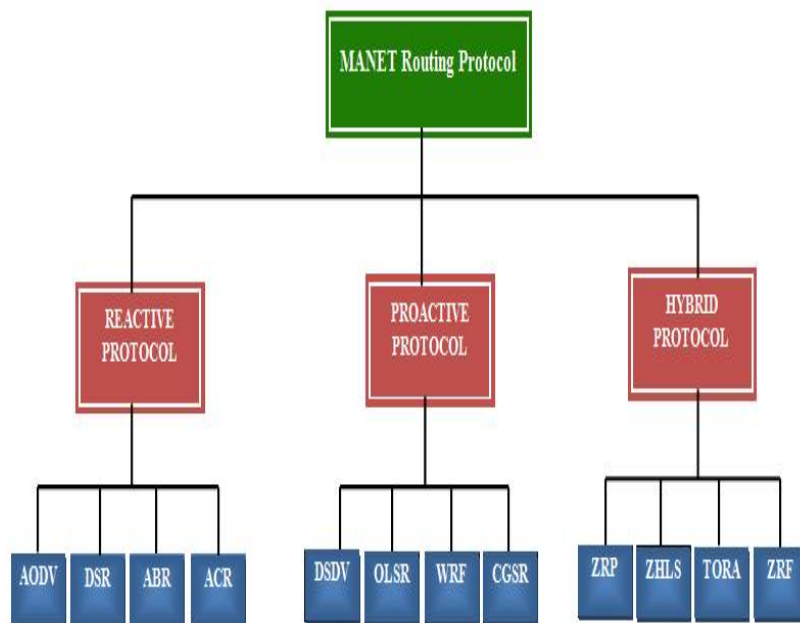 MANET Routing Protocol
REACTIVE
PROTOCOL
PROACTIVE
PROTOCOL
HYBRID
PROTOCOL
AODV
DSR
ABR
ACR
DSDV
OLSR
WRF
CGSR
ZRP
ZHLS
TORA
ZRF